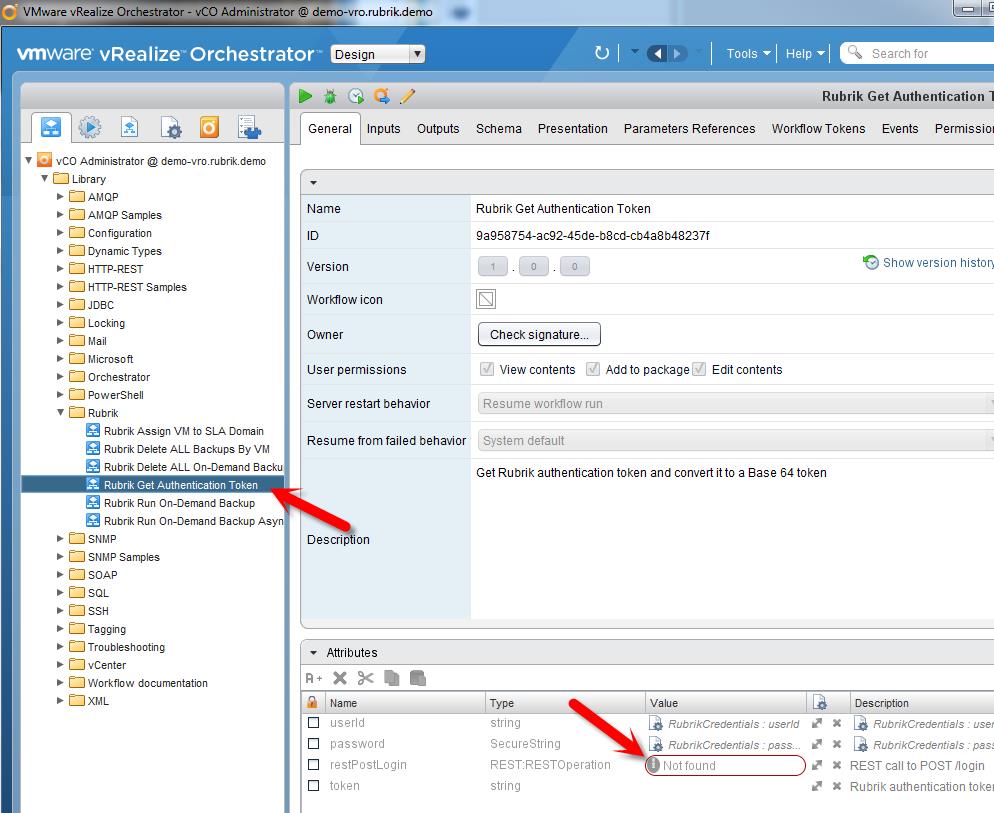 VMware vRealize Orchestrator - vCO Administrator @ demo-vro.rubrik.demo
vmware vRealize Orchestrator Design Tools Help Search for
Rubrik Get Authentication T
General Inputs Outputs Schema Presentation Parameters References Workflow Tokens Events Permission
vCO Administrator @ demo-vro.rubrik.demo
Library
AMQP
AMQP Samples
Configuration
Dynamic Types
HTTP-REST
HTTP-REST Samples
JDBC
Locking
Mail
Microsoft
Orchestrator
PowerShell
Rubrik
Rubrik Assign VM to SLA Domain
Rubrik Delete ALL Backups By VM
Rubrik Delete ALL On-Demand Backu
Rubrik Get Authentication Token
Rubrik Run On-Demand Backup
Rubrik Run On-Demand Backup Asyn
SNMP
SNMP Samples
SOAP
SQL
SSH
Tagging
Troubleshooting
vCenter
Workflow documentation
XML
Name Rubrik Get Authentication Token
ID 9a958754-ac92-45de-b8cd-cb4a8b48237f
Version 1 . 0 . 0 Show version history
Workflow icon
Owner Check signature...
User permissions View contents Add to package Edit contents
Server restart behavior Resume workflow run
Resume from failed behavior System default
Description Get Rubrik authentication token and convert it to a Base 64 token
Attributes
A+
Name Type Value Description
userId string RubrikCredentials : userId RubrikCredentials : user
password SecureString RubrikCredentials : pass... RubrikCredentials : pass
restPostLogin REST:RESTOperation Not found REST call to POST /login
token string Rubrik authentication token